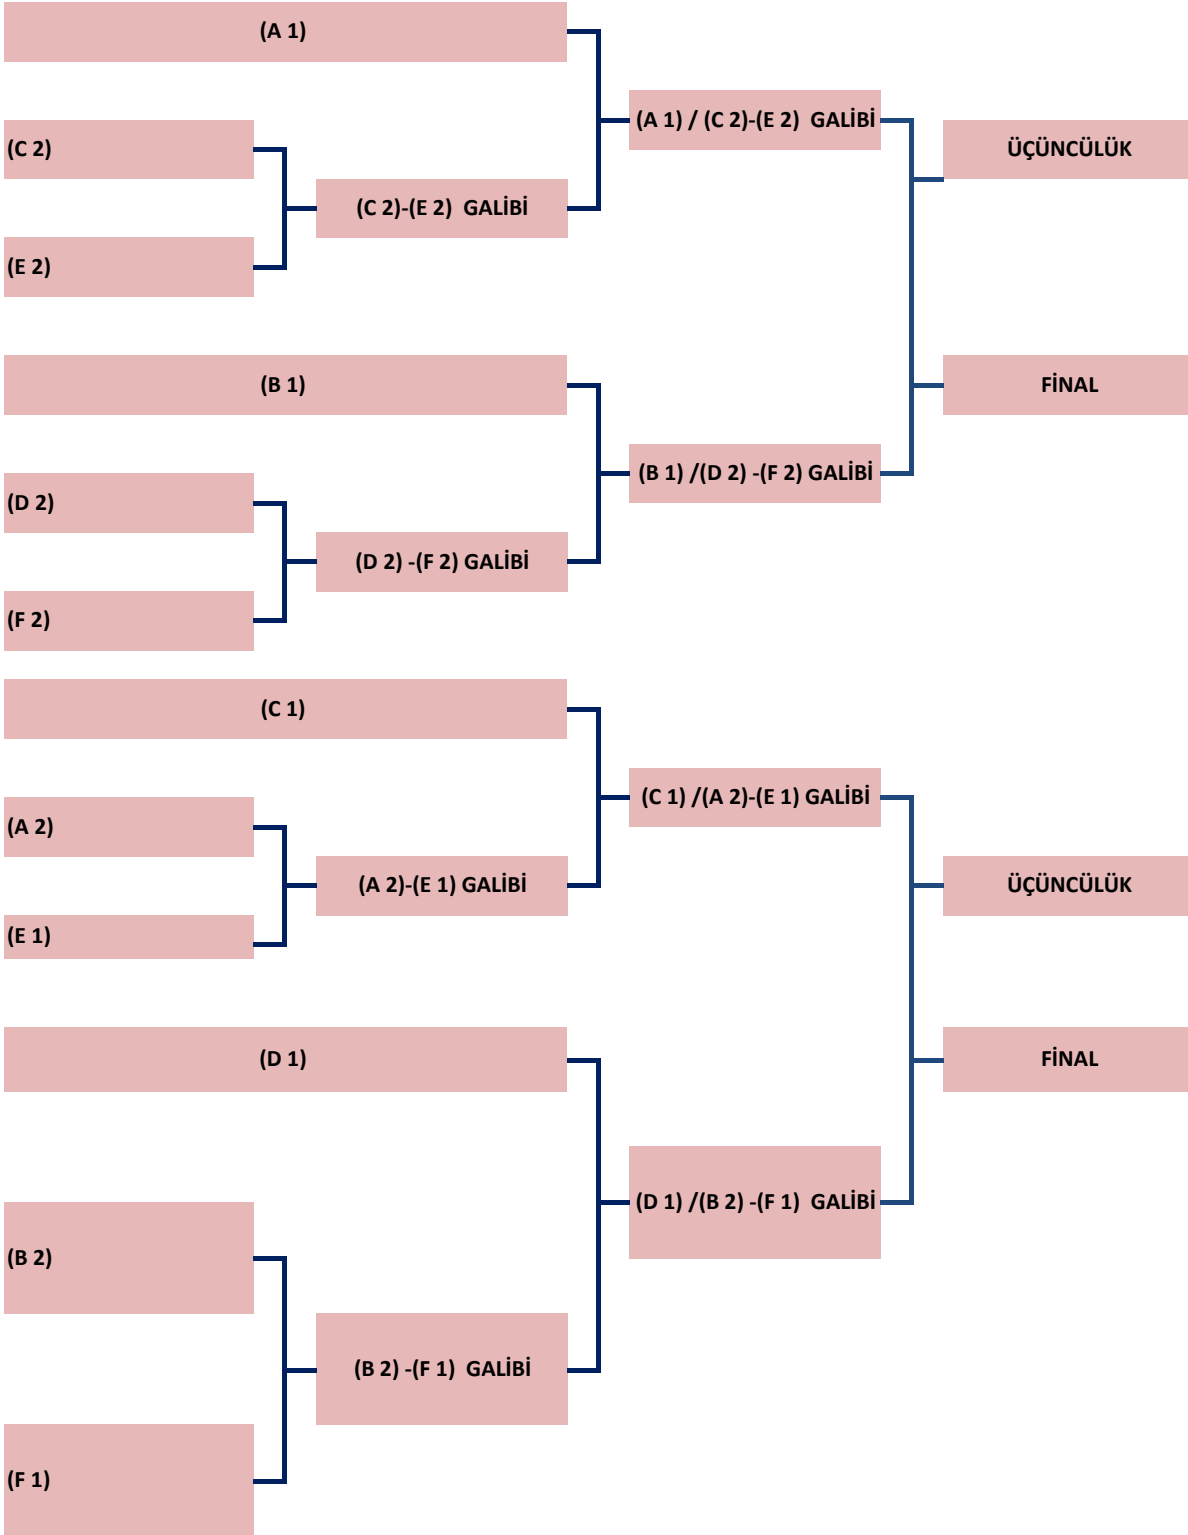 (A 1)
(A 1) / (C 2)-(E 2)  GALİBİ
ÜÇÜNCÜLÜK
(C 2)
(C 2)-(E 2)  GALİBİ
(E 2)
(B 1)
FİNAL
(B 1) /(D 2) -(F 2) GALİBİ
(D 2)
(D 2) -(F 2) GALİBİ
(F 2)
(C 1)
(C 1) /(A 2)-(E 1) GALİBİ
(A 2)
(A 2)-(E 1) GALİBİ
ÜÇÜNCÜLÜK
(E 1)
(D 1)
FİNAL
(D 1) /(B 2) -(F 1)  GALİBİ
(B 2)
(B 2) -(F 1)  GALİBİ
(F 1)